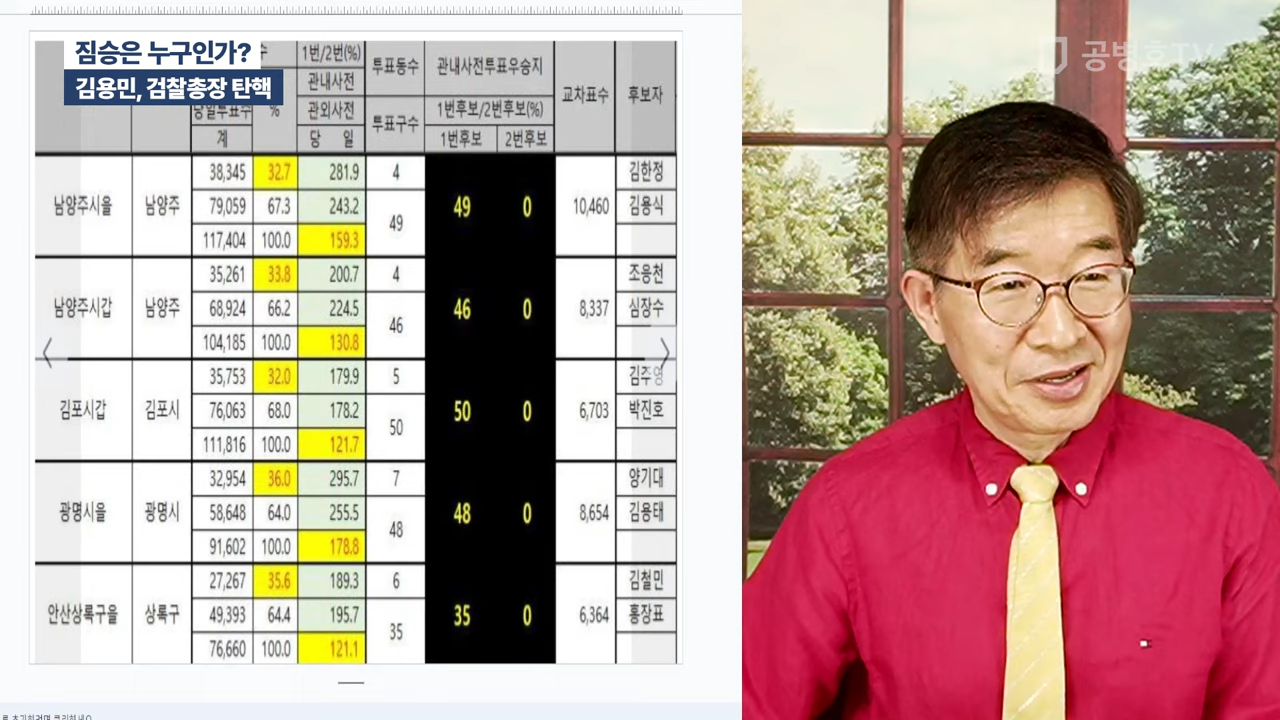 짐승은 누구인가?
김용민, 검찰총장 탄핵
공병호TV
수 1번/2번(%) 투표동수 관내사전투표우승지 교차표수 후보자
관내사전
당일투표수 % 관외사전 투표구수 1번후보/2번후보(%)
계 당 일 1번후보 2번후보
남양주시을 남양주 38,345 32.7 281.9 4 49 0 10,460 김한정
79,059 67.3 243.2 49 김용식
117,404 100.0 159.3
남양주시갑 남양주 35,261 33.8 200.7 4 46 0 8,337 조응천
68,924 66.2 224.5 46 심장수
104,185 100.0 130.8
김포시갑 김포시 35,753 32.0 179.9 5 50 0 6,703 김주영
76,063 68.0 178.2 50 박진호
111,816 100.0 121.7
광명시을 광명시 32,954 36.0 295.7 7 48 0 8,654 양기대
58,648 64.0 255.5 48 김용태
91,602 100.0 178.8
안산상록구을 상록구 27,267 35.6 189.3 6 35 0 6,364 김철민
49,393 64.4 195.7 35 홍장표
76,660 100.0 121.1